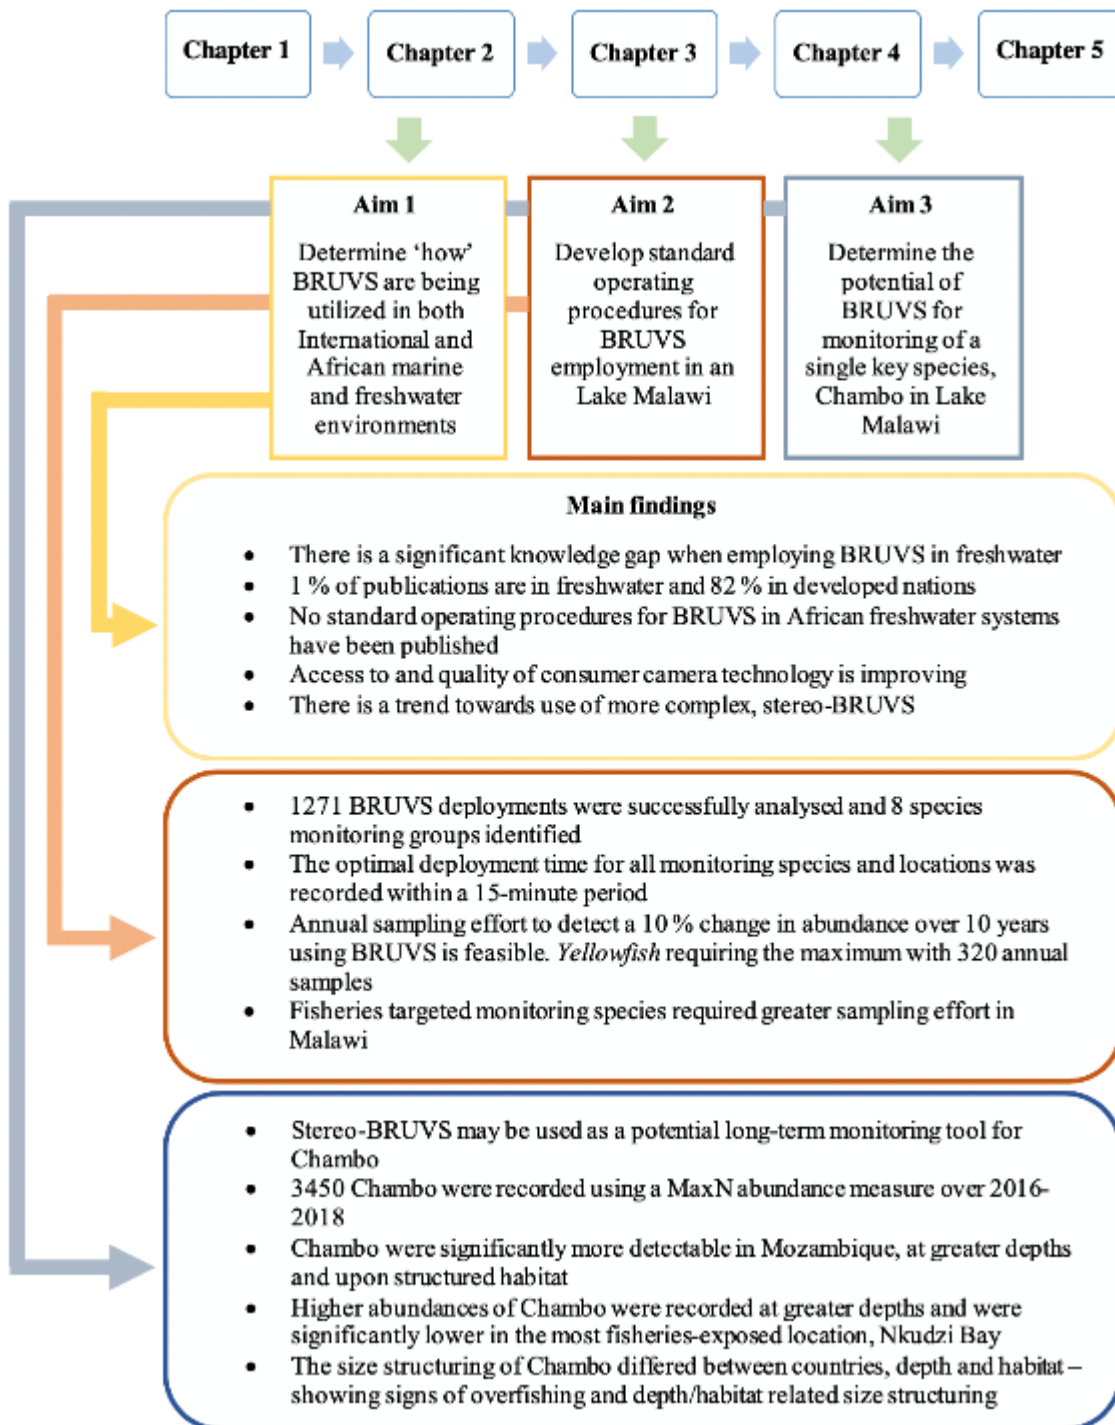 Chapter 1
Chapter 2
Chapter 3
Chapter 4
Chapter 5
Aim 1
Determine ‘how’
BRUVS are being
utilized in both
International and
African marine
and freshwater
environments
Aim 2
Develop standard
operating
procedures for
BRUVS
employment in an
Lake Malawi
Aim 3
Determine the
potential of
BRUVS for
monitoring of a
single key species,
Chambo in Lake
Malawi
Main findings
• There is a significant knowledge gap when employing BRUVS in freshwater
• 1 % of publications are in freshwater and 82 % in developed nations
• No standard operating procedures for BRUVS in African freshwater systems
have been published
• Access to and quality of consumer camera technology is improving
• There is a trend towards use of more complex, stereo-BRUVS
• 1271 BRUVS deployments were successfully analysed and 8 species
monitoring groups identified
• The optimal deployment time for all monitoring species and locations was
recorded within a 15-minute period
• Annual sampling effort to detect a 10 % change in abundance over 10 years
using BRUVS is feasible. Yellowfish requiring the maximum with 320 annual
samples
• Fisheries targeted monitoring species required greater sampling effort in
Malawi
• Stereo-BRUVS may be used as a potential long-term monitoring tool for
Chambo
• 3450 Chambo were recorded using a MaxN abundance measure over 2016-
2018
• Chambo were significantly more detectable in Mozambique, at greater depths
and upon structured habitat
• Higher abundances of Chambo were recorded at greater depths and were
significantly lower in the most fisheries-exposed location, Nkudzi Bay
• The size structuring of Chambo differed between countries, depth and habitat –
showing signs of overfishing and depth/habitat related size structuring